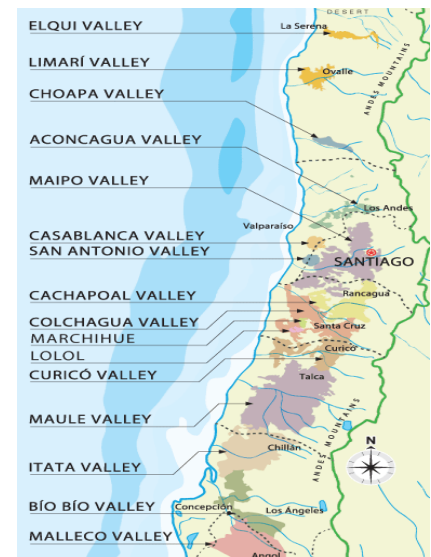 DESERT
ELQUI VALLEY
La Serena
LIMARÍ VALLEY
Ovalle
ANDES MOUNTAINS
CHOAPA VALLEY
ACONCAGUA VALLEY
MAIPO VALLEY
Los Andes
Valparaíso
CASABLANCA VALLEY
SAN ANTONIO VALLEY
SANTIAGO
CACHAPOAL VALLEY
Rancagua
COLCHAGUA VALLEY
Santa Cruz
MARCHIHUE
LOLOL
Curicó
CURICÓ VALLEY
Talca
MAULE VALLEY
ANDES MOUNTAINS
N
Chillán
ITATA VALLEY
BÍO BÍO VALLEY
Concepción
Los Ángeles
MALLECO VALLEY
Angol